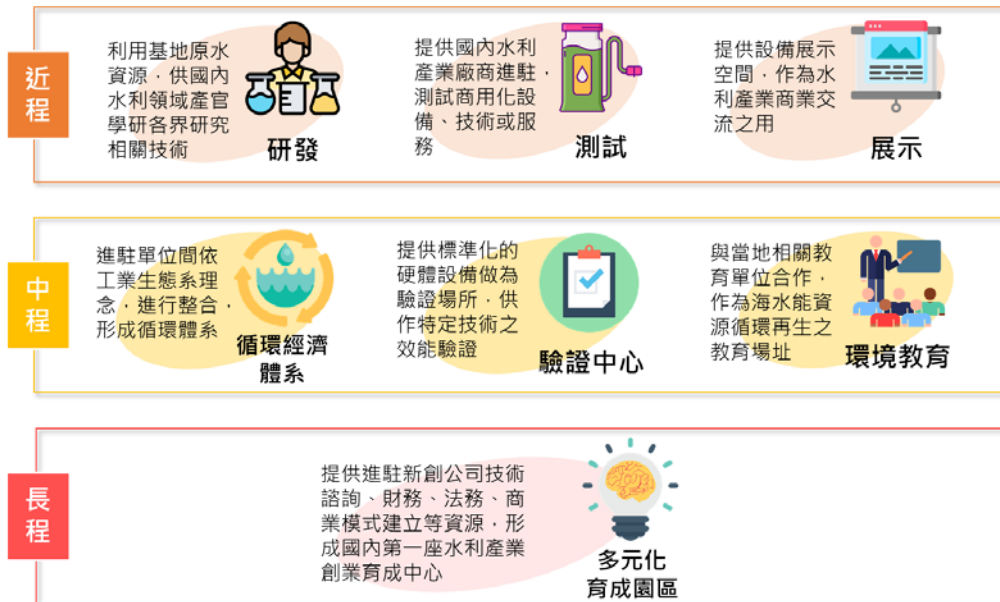 近程
利用基地原水
資源，供國內
水利領域產官
學研各界研究
相關技術
研發
提供國內水利
產業廠商進駐，
測試商用化設
備、技術或服
務
測試
提供設備展示
空間，作為水
利產業商業交
流之用
展示
中程
進駐單位間依
工業生態系理
念，進行整合，
形成循環體系
循環經濟
體系
提供標準化的
硬體設備做為
驗證場所，供
作特定技術之
效能驗證
驗證中心
與當地相關教
育單位合作，
作為海水能資
源循環再生之
教育場址
環境教育
長程
提供進駐新創公司技術
諮詢、財務、法務、商
業模式建立等資源，形
成國內第一座水利產業
創業育成中心
多元化
育成園區